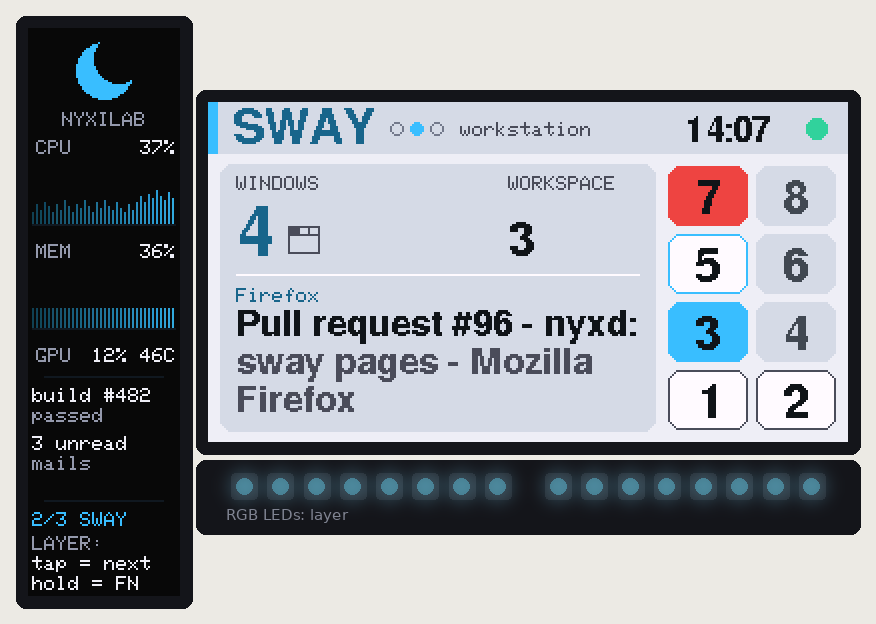 NYXILAB
CPU 37%
MEM 36%
GPU 12% 46C
build #482
passed
3 unread
mails
2/3 SWAY
LAYER:
tap = next
hold = FN
SWAY workstation 14:07
WINDOWS WORKSPACE
4 3
Firefox
Pull request #96 - nyxd:
sway pages - Mozilla
Firefox
7 8
5 6
3 4
1 2
RGB LEDs: layer